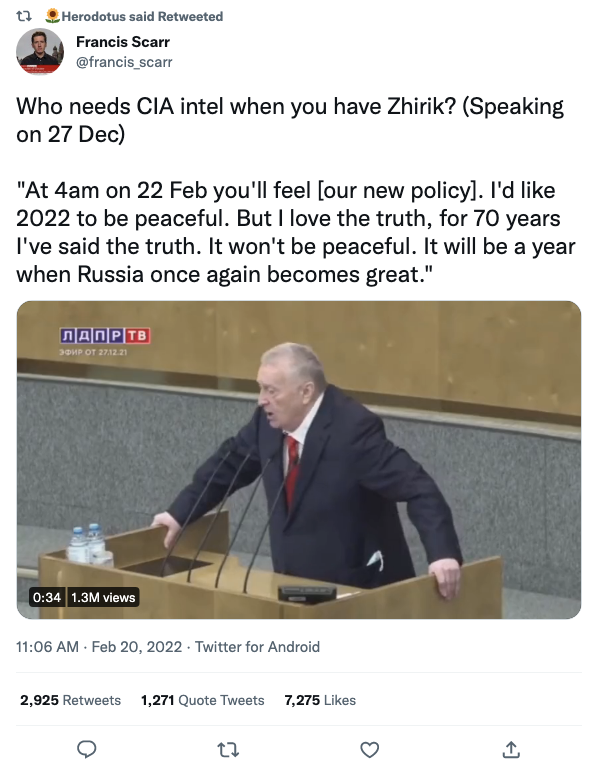 🌻Herodotus said Retweeted
Francis Scarr
@francis_scarr
Who needs CIA intel when you have Zhirik? (Speaking
on 27 Dec)
"At 4am on 22 Feb you'll feel [our new policy]. I'd like
2022 to be peaceful. But I love the truth, for 70 years
I've said the truth. It won't be peaceful. It will be a year
when Russia once again becomes great."
ЛДПР ТВ
ЭФИР ОТ 27.12.21
0:34 1.3M views
11:06 AM · Feb 20, 2022 · Twitter for Android
2,925 Retweets 1,271 Quote Tweets 7,275 Likes